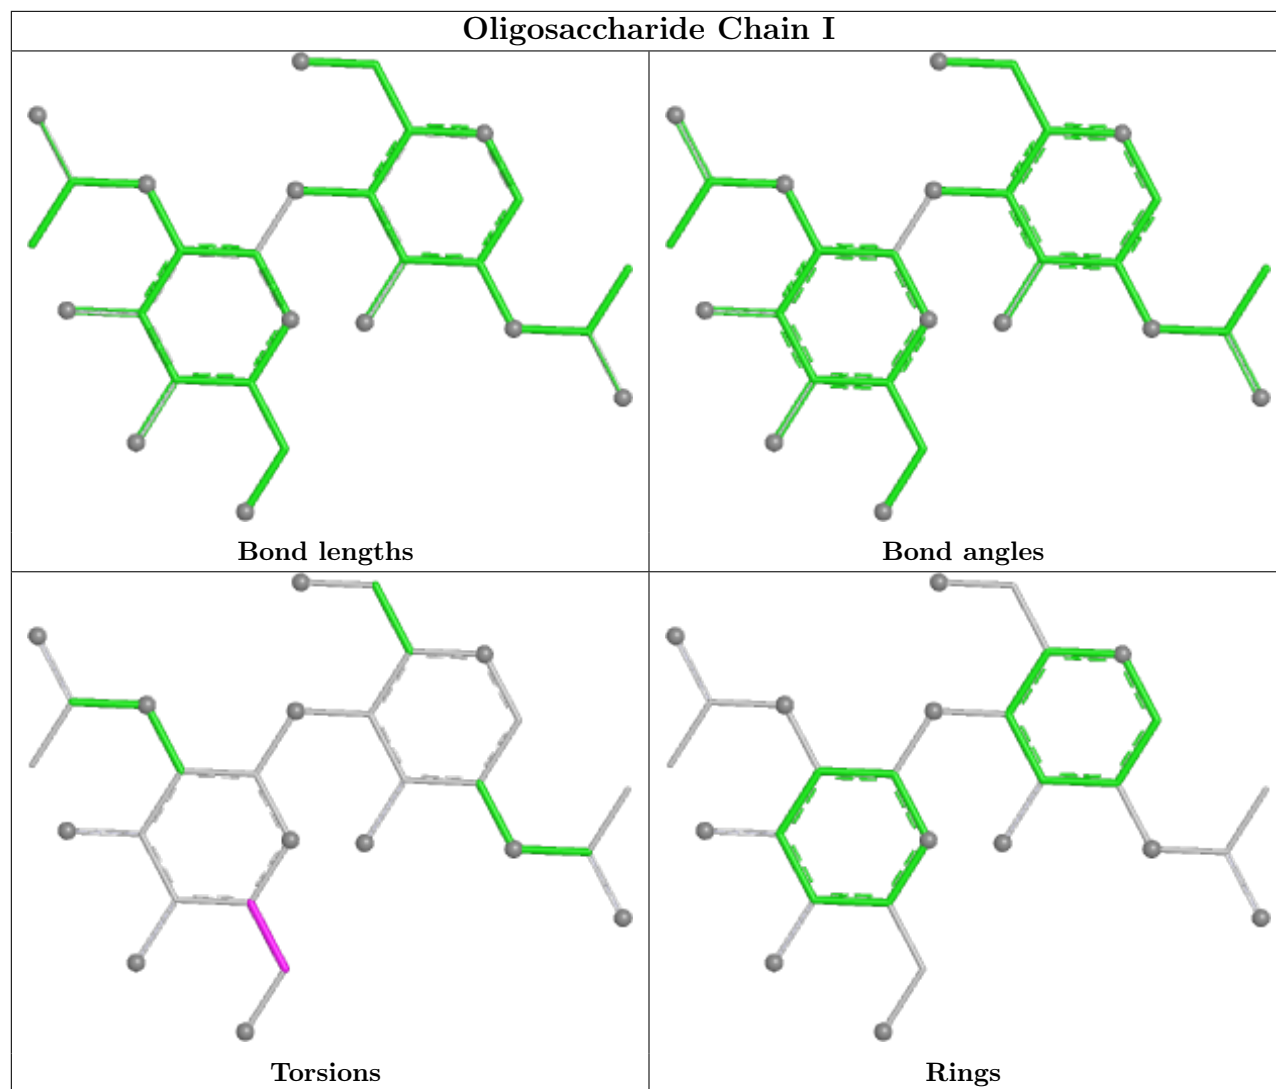 Oligosaccharide Chain I
Bond lengths
Bond angles
Torsions
Rings